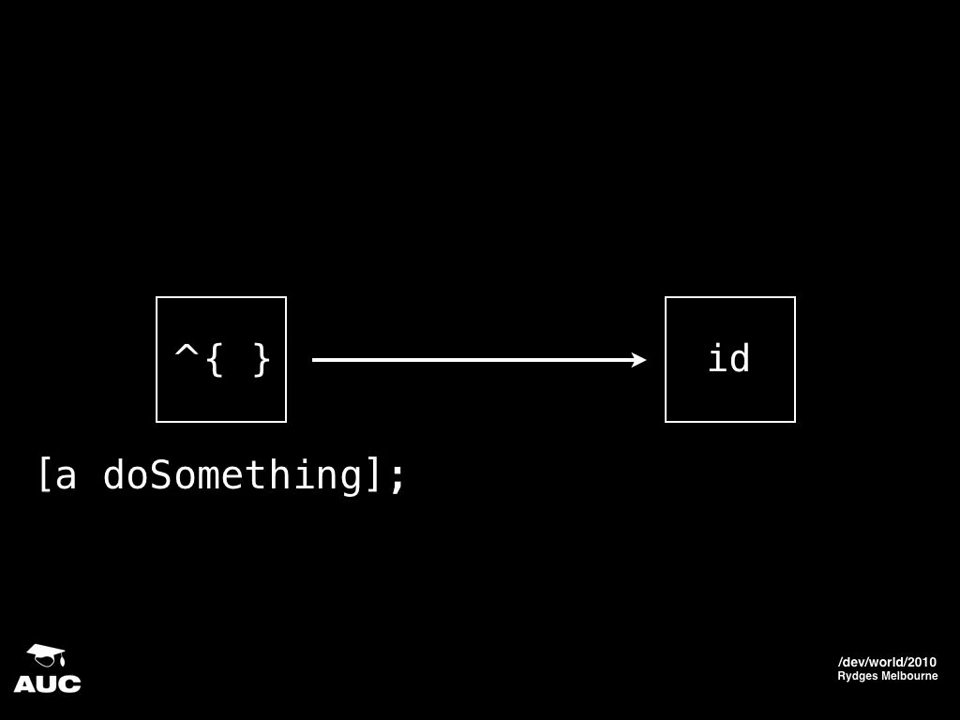 ^{ }
id
[a doSomething];
AUC
/dev/world/2010
Rydges Melbourne